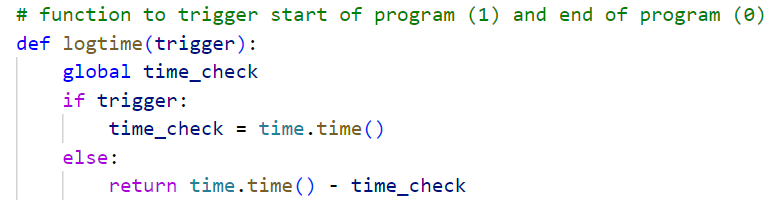 # function to trigger start of program (1) and end of program (0)
def logtime(trigger):
    global time_check
    if trigger:
        time_check = time.time()
    else:
        return time.time() - time_check